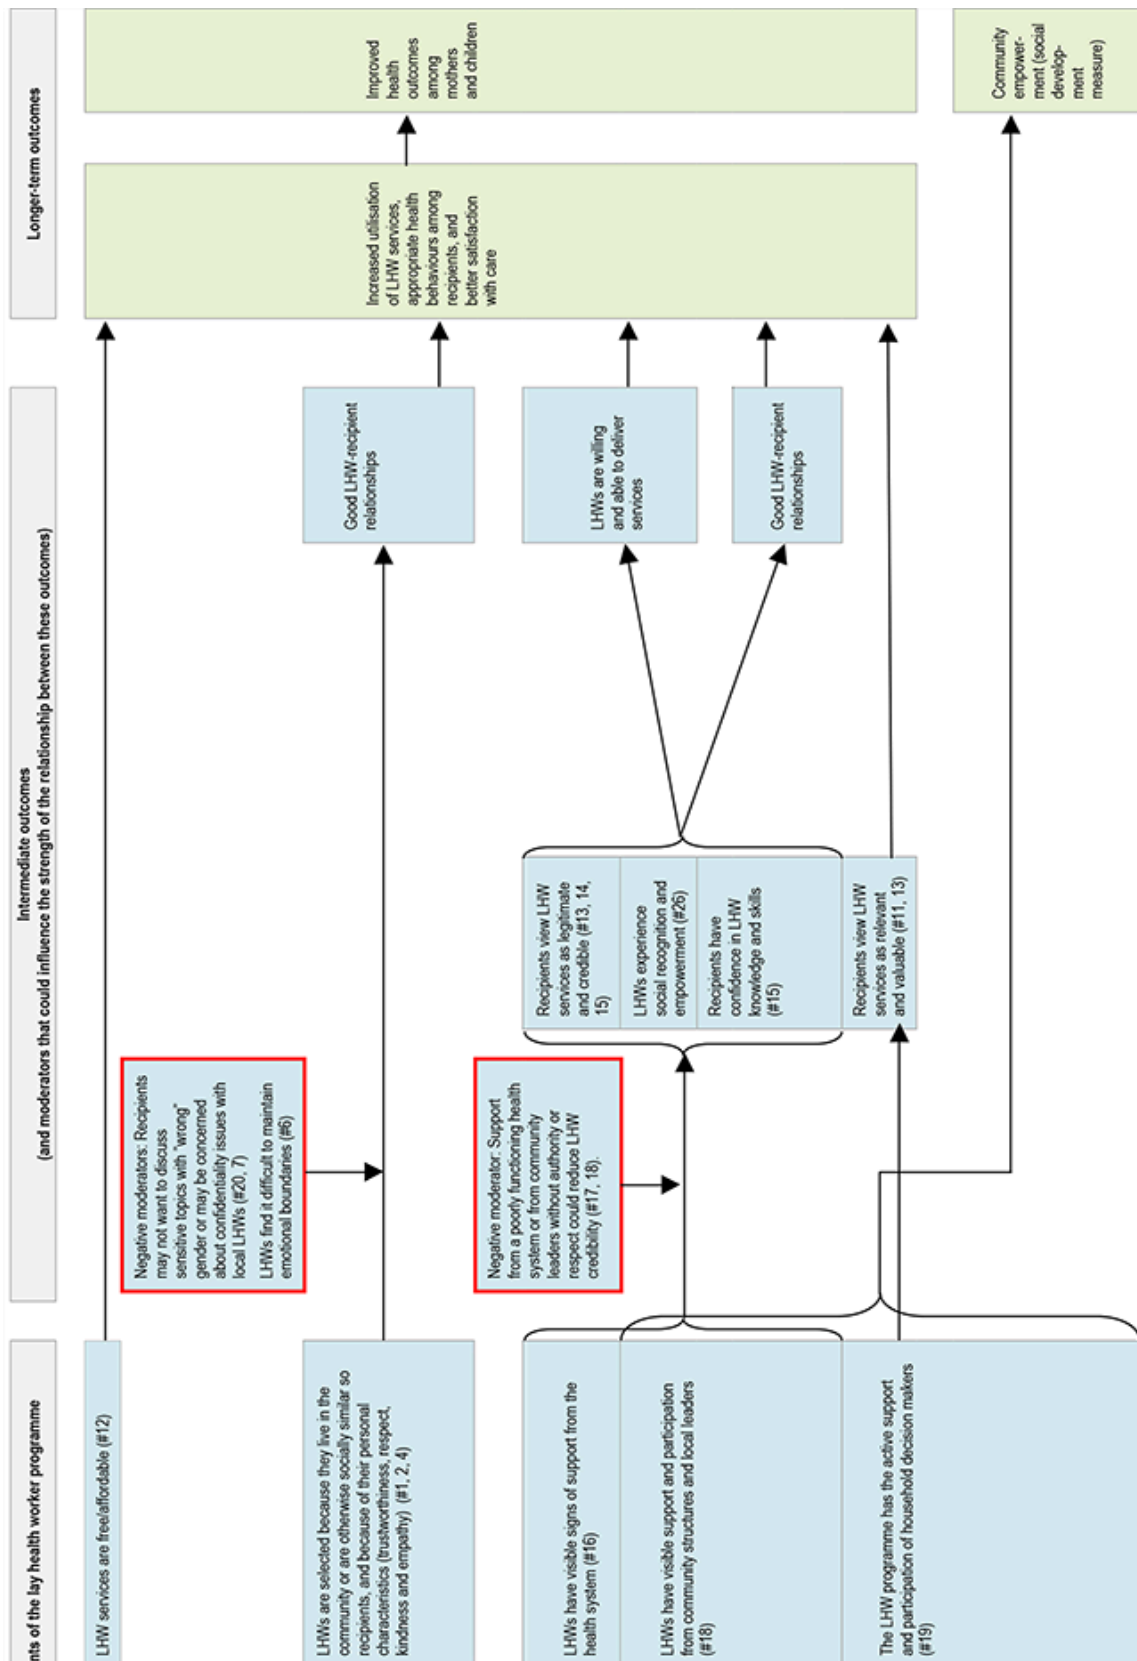 nts of the lay health worker programme
Intermediate outcomes
(and moderators that could influence the strength of the relationship between these outcomes)
Longer-term outcomes
LHW services are free/affordable (#12)
LHWs are selected because they live in the
community or are otherwise socially similar so
recipients, and because of their personal
characteristics (trustworthiness, respect,
kindness and empathy) (#1, 2, 4)
LHWs have visible signs of support from the
health system (#16)
LHWs have visible support and participation
from community structures and local leaders
(#18)
The LHW programme has the active support
and participation of household decision makers
(#19)
Negative moderators: Recipients
may not want to discuss
sensitive topics with "wrong"
gender or may be concerned
about confidentiality issues with
local LHWs (#20, 7)
LHWs find it difficult to maintain
emotional boundaries (#6)
Negative moderator: Support
from a poorly functioning health
system or from community
leaders without authority or
respect could reduce LHW
credibility (#17, 18).
Recipients view LHW
services as legitimate
and credible (#13, 14,
15)
LHWs experience
social recognition and
empowerment (#26)
Recipients have
confidence in LHW
knowledge and skills
(#15)
Recipients view LHW
services as relevant
and valuable (#11, 13)
Good LHW-recipient
relationships
LHWs are willing
and able to deliver
services
Good LHW-recipient
relationships
Increased utilisation
of LHW services,
appropriate health
behaviours among
recipients, and
better satisfaction
with care
Improved
health
outcomes
among
mothers
and children
Community
empower-
ment (social
develop-
ment
measure)